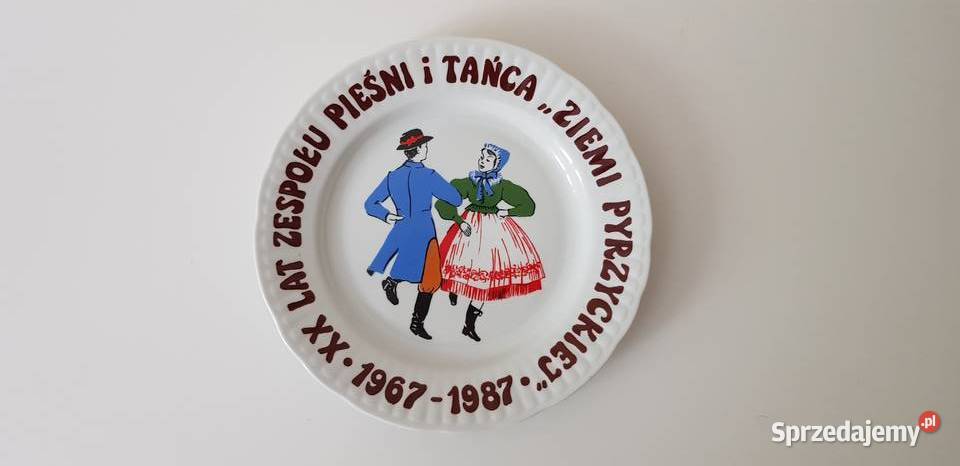 XX LAT ZESPOŁU PIEŚNI i TAŃCA „ZIEMI PYRZYCKIEJ” • 1967 - 1987 •
Sprzedajemy.pl